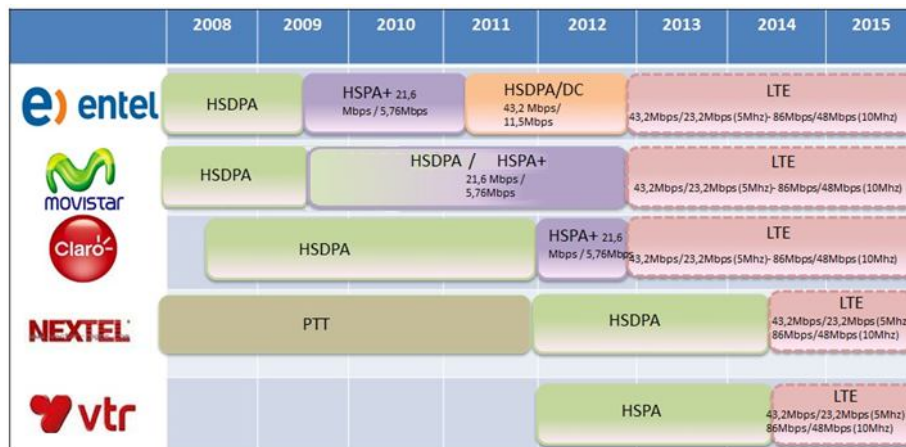 2008 2009 2010 2011 2012 2013 2014 2015
entel
HSDPA
HSPA+ 21,6
Mbps / 5,76Mbps
HSDPA/DC
43,2 Mbps/
11,5Mbps
LTE
43,2Mbps/23,2Mbps (5Mhz)- 86Mbps/48Mbps (10Mhz)
movistar
HSDPA
HSDPA / HSPA+
21,6 Mbps /
5,76Mbps
LTE
43,2Mbps/23,2Mbps (5Mhz)- 86Mbps/48Mbps (10Mhz)
Claro
HSDPA
HSPA+ 21,6
Mbps / 5,76Mbps
LTE
43,2Mbps/23,2Mbps (5Mhz)- 86Mbps/48Mbps (10Mhz)
NEXTEL
PTT
HSDPA
LTE
43,2Mbps/23,2Mbps (5Mhz
86Mbps/48Mbps (10Mhz)
vtr
HSPA
LTE
43,2Mbps/23,2Mbps (5Mhz)
86Mbps/48Mbps (10Mhz)